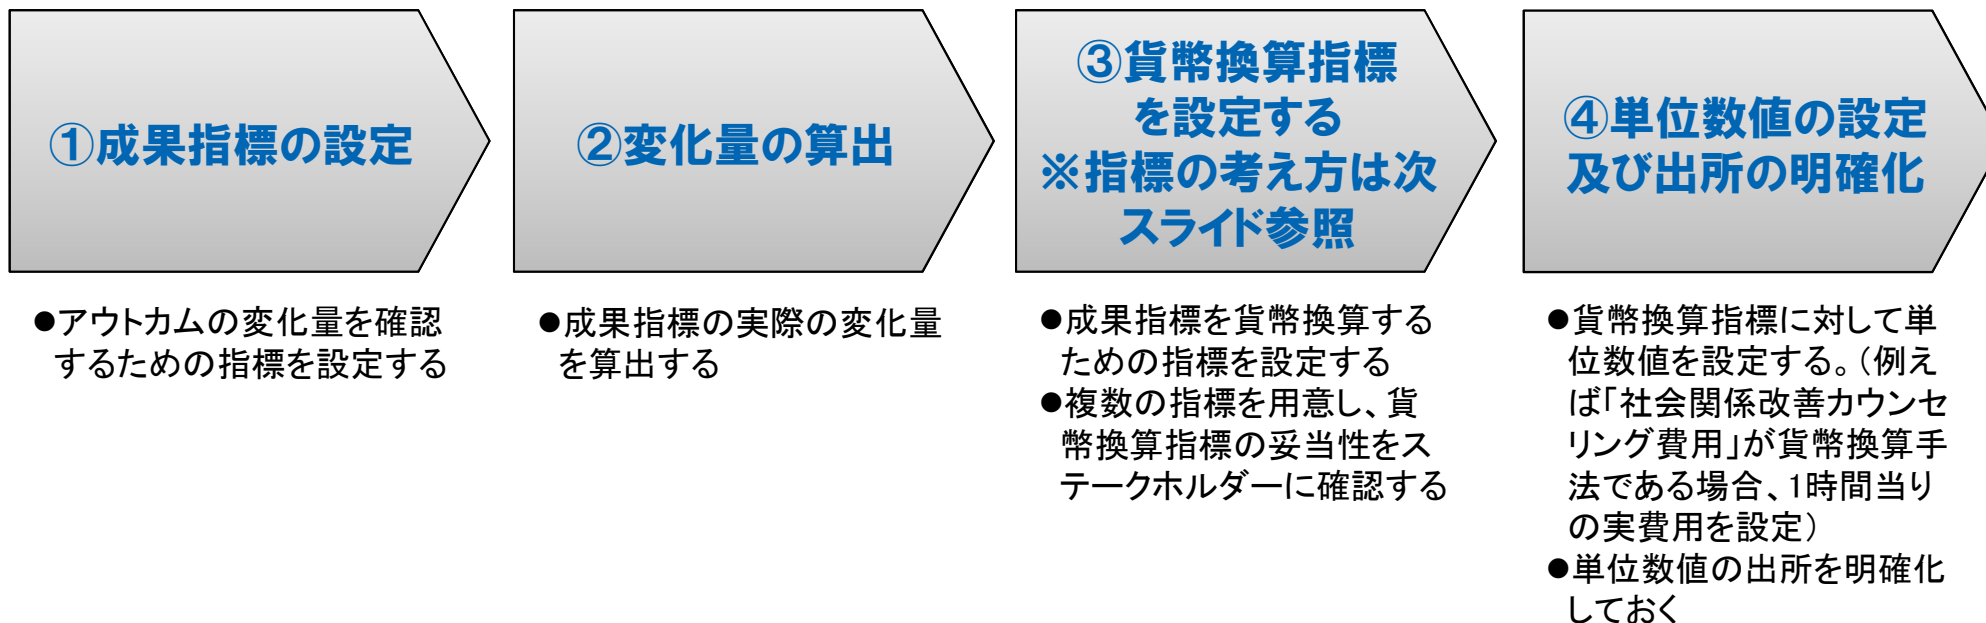 ①成果指標の設定
●アウトカムの変化量を確認
するための指標を設定する
②変化量の算出
●成果指標の実際の変化量
を算出する
③貨幣換算指標
を設定する
※指標の考え方は次
スライド参照
●成果指標を貨幣換算する
ための指標を設定する
●複数の指標を用意し、貨
幣換算指標の妥当性をス
テークホルダーに確認する
④単位数値の設定
及び出所の明確化
●貨幣換算指標に対して単
位数値を設定する。（例え
ば「社会関係改善カウンセ
リング費用」が貨幣換算手
法である場合、1時間当り
の実費用を設定）
●単位数値の出所を明確化
しておく